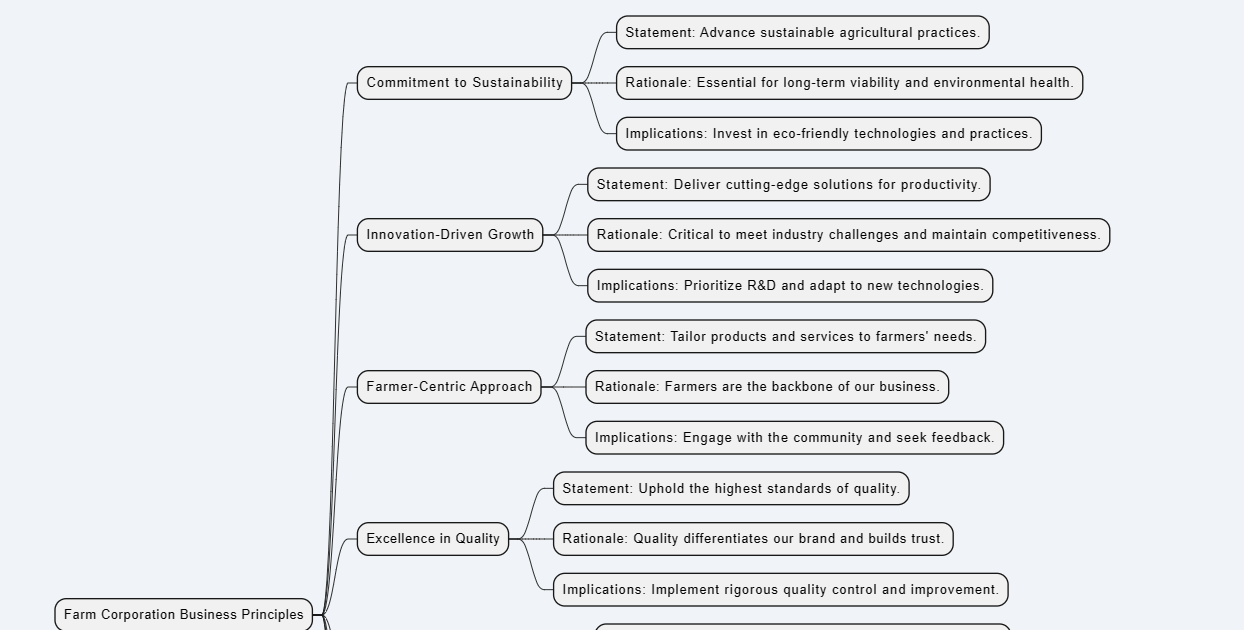 Statement: Advance sustainable agricultural practices.
Commitment to Sustainability
Rationale: Essential for long-term viability and environmental health.
Implications: Invest in eco-friendly technologies and practices.
Statement: Deliver cutting-edge solutions for productivity.
Innovation-Driven Growth
Rationale: Critical to meet industry challenges and maintain competitiveness.
Implications: Prioritize R&D and adapt to new technologies.
Statement: Tailor products and services to farmers' needs.
Farmer-Centric Approach
Rationale: Farmers are the backbone of our business.
Implications: Engage with the community and seek feedback.
Statement: Uphold the highest standards of quality.
Excellence in Quality
Rationale: Quality differentiates our brand and builds trust.
Implications: Implement rigorous quality control and improvement.
Farm Corporation Business Principles